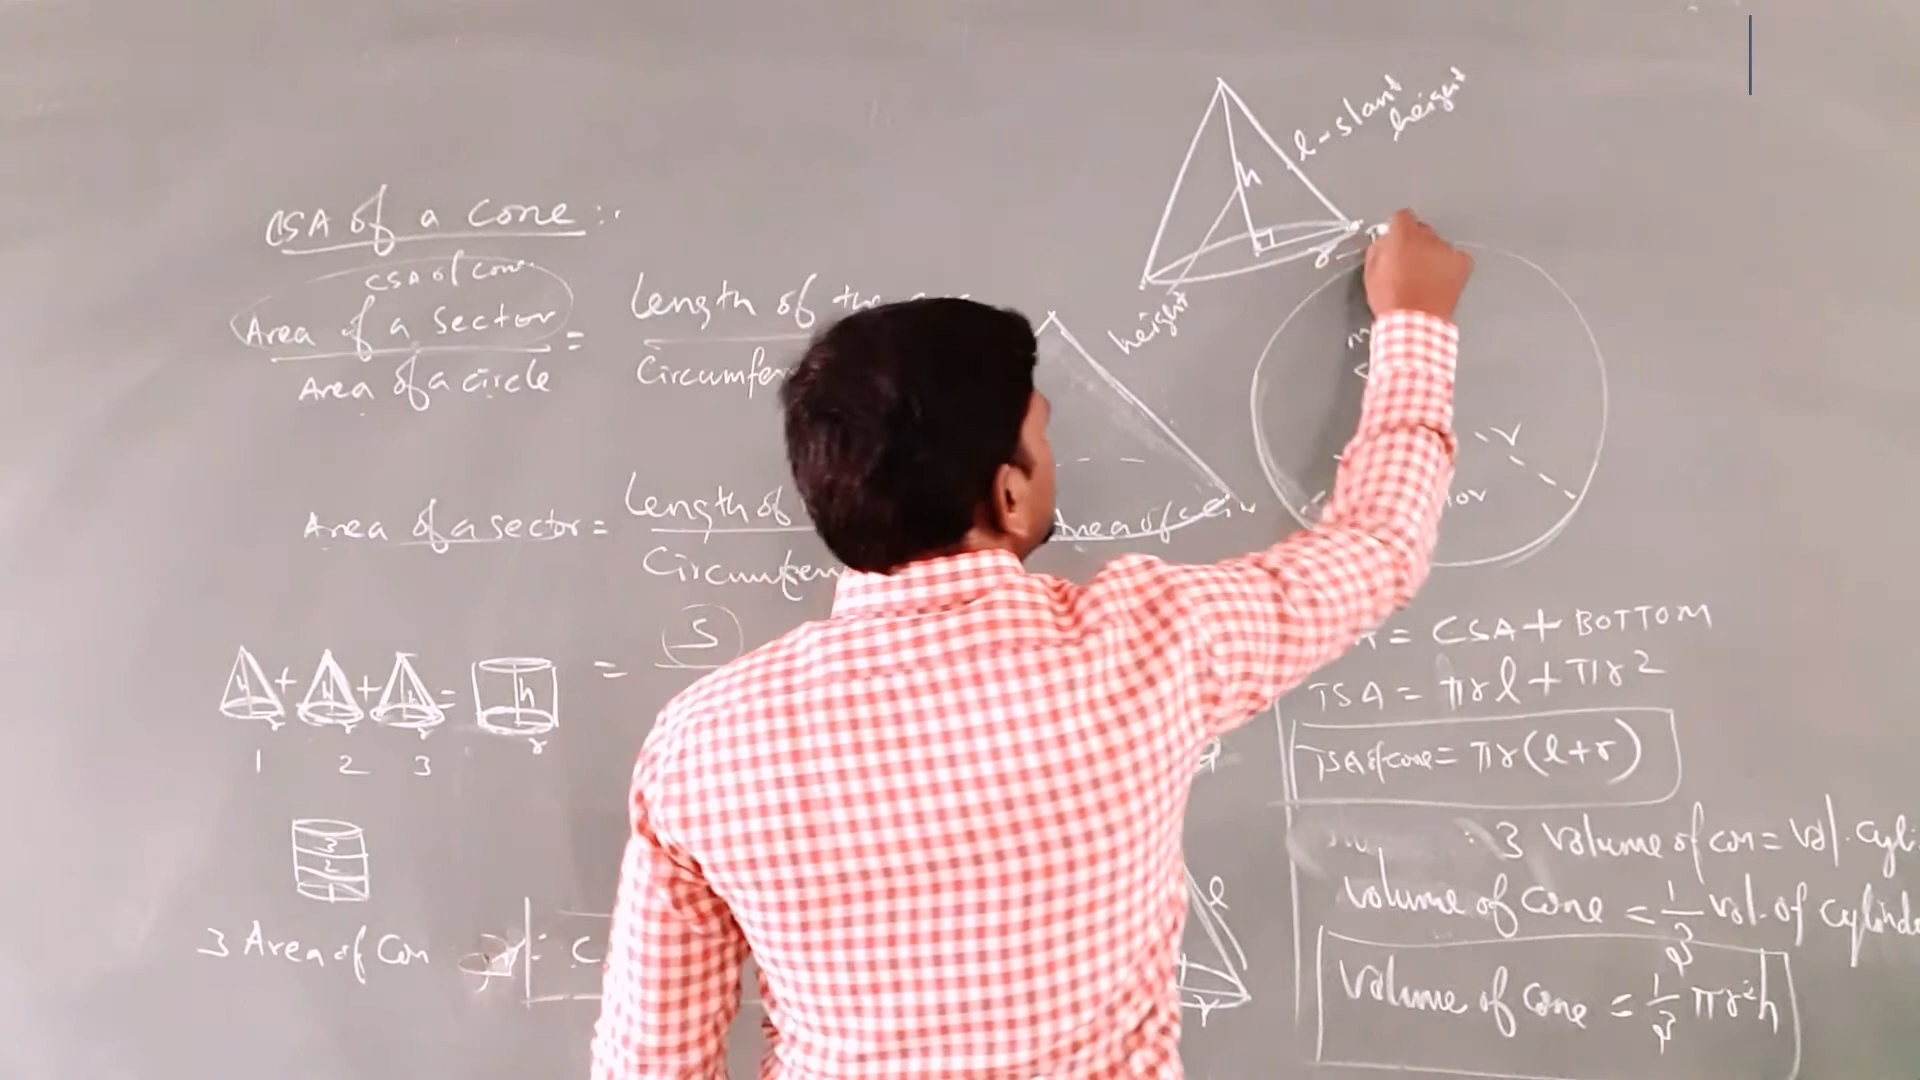 CSA of a Cone :.
CSA of Cone
Area of a Sector
=
Area of a circle
Length of the
Area of a sector =
Length of
Area of
S
=
h + h + h = h
r r r r
1 2 3
3
2
1
3 Area of Con
h
l - slant
height
r
height
r
= CSA + BOTTOM
TSA = πrl + πr2
TSA of cone = πr(l+r)
: 3 Volume of con = Vol. Cyli
Volume of Cone = 1/3 Vol. of Cylinde
Volume of Cone = 1/3 πr²h
l
r